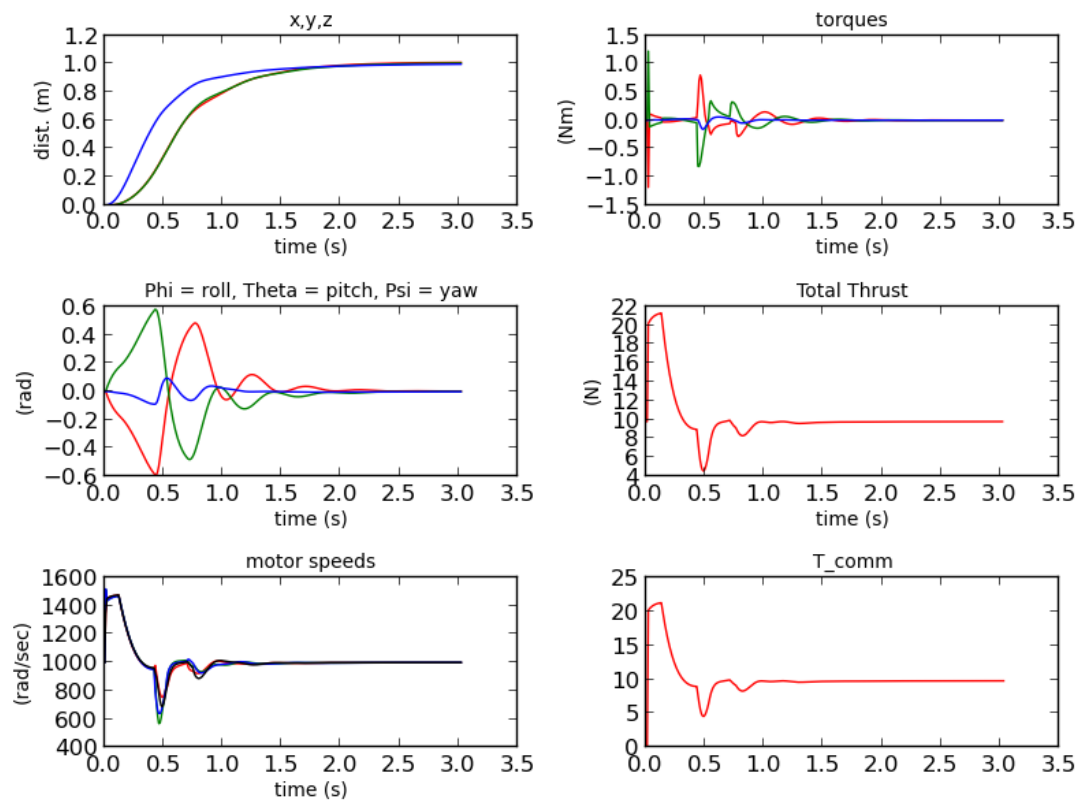 x,y,z
1.2
1.0
0.8
0.6
0.4
0.2
0.0
dist. (m)
0.0 0.5 1.0 1.5 2.0 2.5 3.0 3.5
time (s)
torques
1.5
1.0
0.5
0.0
−0.5
−1.0
−1.5
(Nm)
0.0 0.5 1.0 1.5 2.0 2.5 3.0 3.5
time (s)
Phi = roll, Theta = pitch, Psi = yaw
0.6
0.4
0.2
0.0
−0.2
−0.4
−0.6
(rad)
0.0 0.5 1.0 1.5 2.0 2.5 3.0 3.5
time (s)
Total Thrust
22
20
18
16
14
12
10
8
6
4
(N)
0.0 0.5 1.0 1.5 2.0 2.5 3.0 3.5
time (s)
motor speeds
1600
1400
1200
1000
800
600
400
(rad/sec)
0.0 0.5 1.0 1.5 2.0 2.5 3.0 3.5
time (s)
T_comm
25
20
15
10
5
0
0.0 0.5 1.0 1.5 2.0 2.5 3.0 3.5